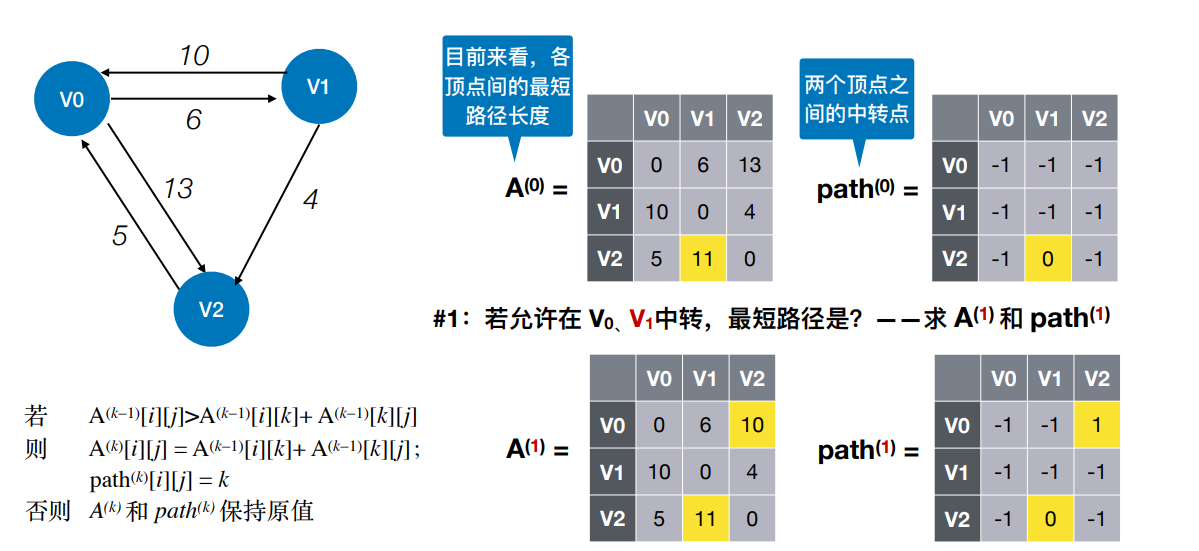 10
V0
V1
6
13
4
5
V2
目前来看，各
顶点间的最短
路径长度
A(0) =
V0 V1 V2
V0 0 6 13
V1 10 0 4
V2 5 11 0
两个顶点之
间的中转点
path(0) =
V0 V1 V2
V0 -1 -1 -1
V1 -1 -1 -1
V2 -1 0 -1
#1：若允许在 V0、V1中转，最短路径是？——求 A(1) 和 path(1)
若 A(k−1)[i][j]>A(k−1)[i][k]+ A(k−1)[k][j]
则 A(k)[i][j] = A(k−1)[i][k]+ A(k−1)[k][j]；
path(k)[i][j] = k
否则 A(k) 和 path(k) 保持原值
A(1) =
V0 V1 V2
V0 0 6 10
V1 10 0 4
V2 5 11 0
path(1) =
V0 V1 V2
V0 -1 -1 1
V1 -1 -1 -1
V2 -1 0 -1